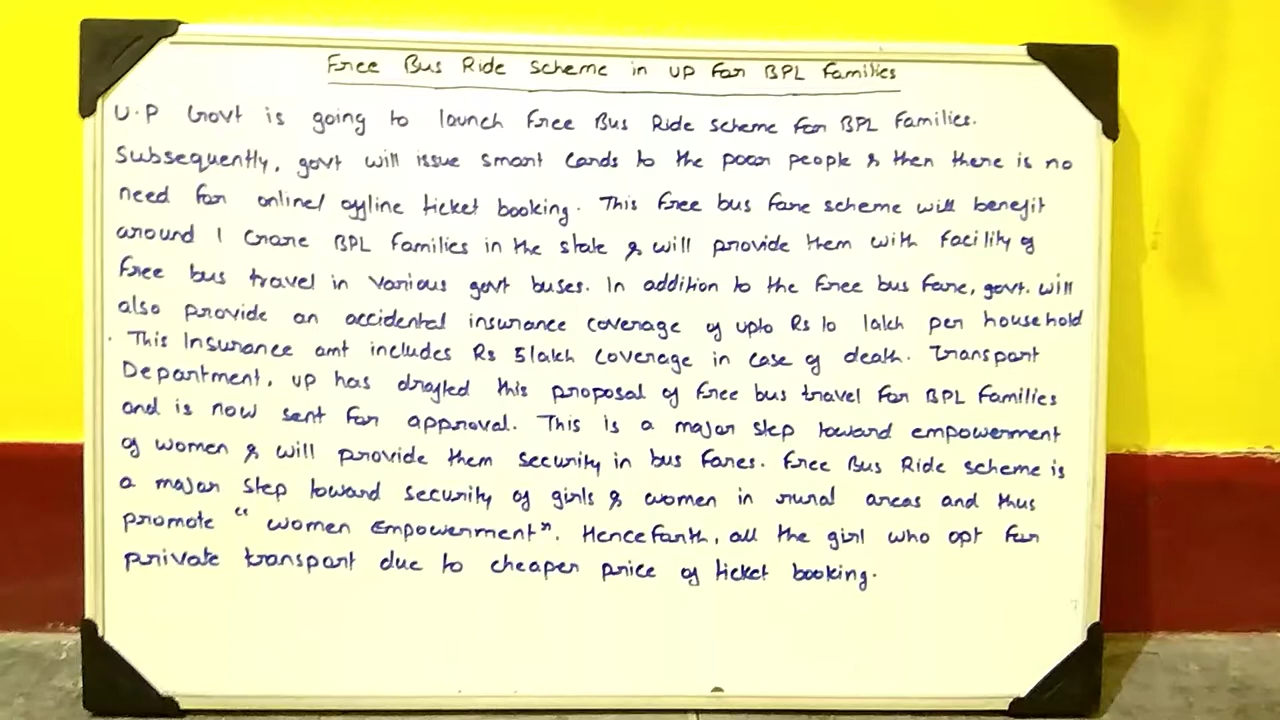 Free Bus Ride Scheme in UP For BPL Families
U.P Govt is going to launch Free Bus Ride Scheme For BPL Families.
Subsequently, govt will issue smart Cards to the poor people & then there is no
need for online/ offline ticket booking. This free bus fare scheme will benefit
around 1 Crore BPL Families in the state & will provide them with facility of
Free bus travel in various govt buses. In addition to the Free bus Fare, govt. will
also provide an accidental insurance coverage of upto Rs 10 lakh per household
. This Insurance amt includes Rs 5lakh coverage in case of death. Transport
Department, UP has drafted this proposal of Free bus travel For BPL Families
and is now sent for approval. This is a major step toward empowerment
of women & will provide them security in bus Fares. Free Bus Ride scheme is
a major step toward security of girls & women in rural areas and thus
promote "women Empowerment". Henceforth, all the girl who opt for
private transport due to cheaper price of ticket booking.